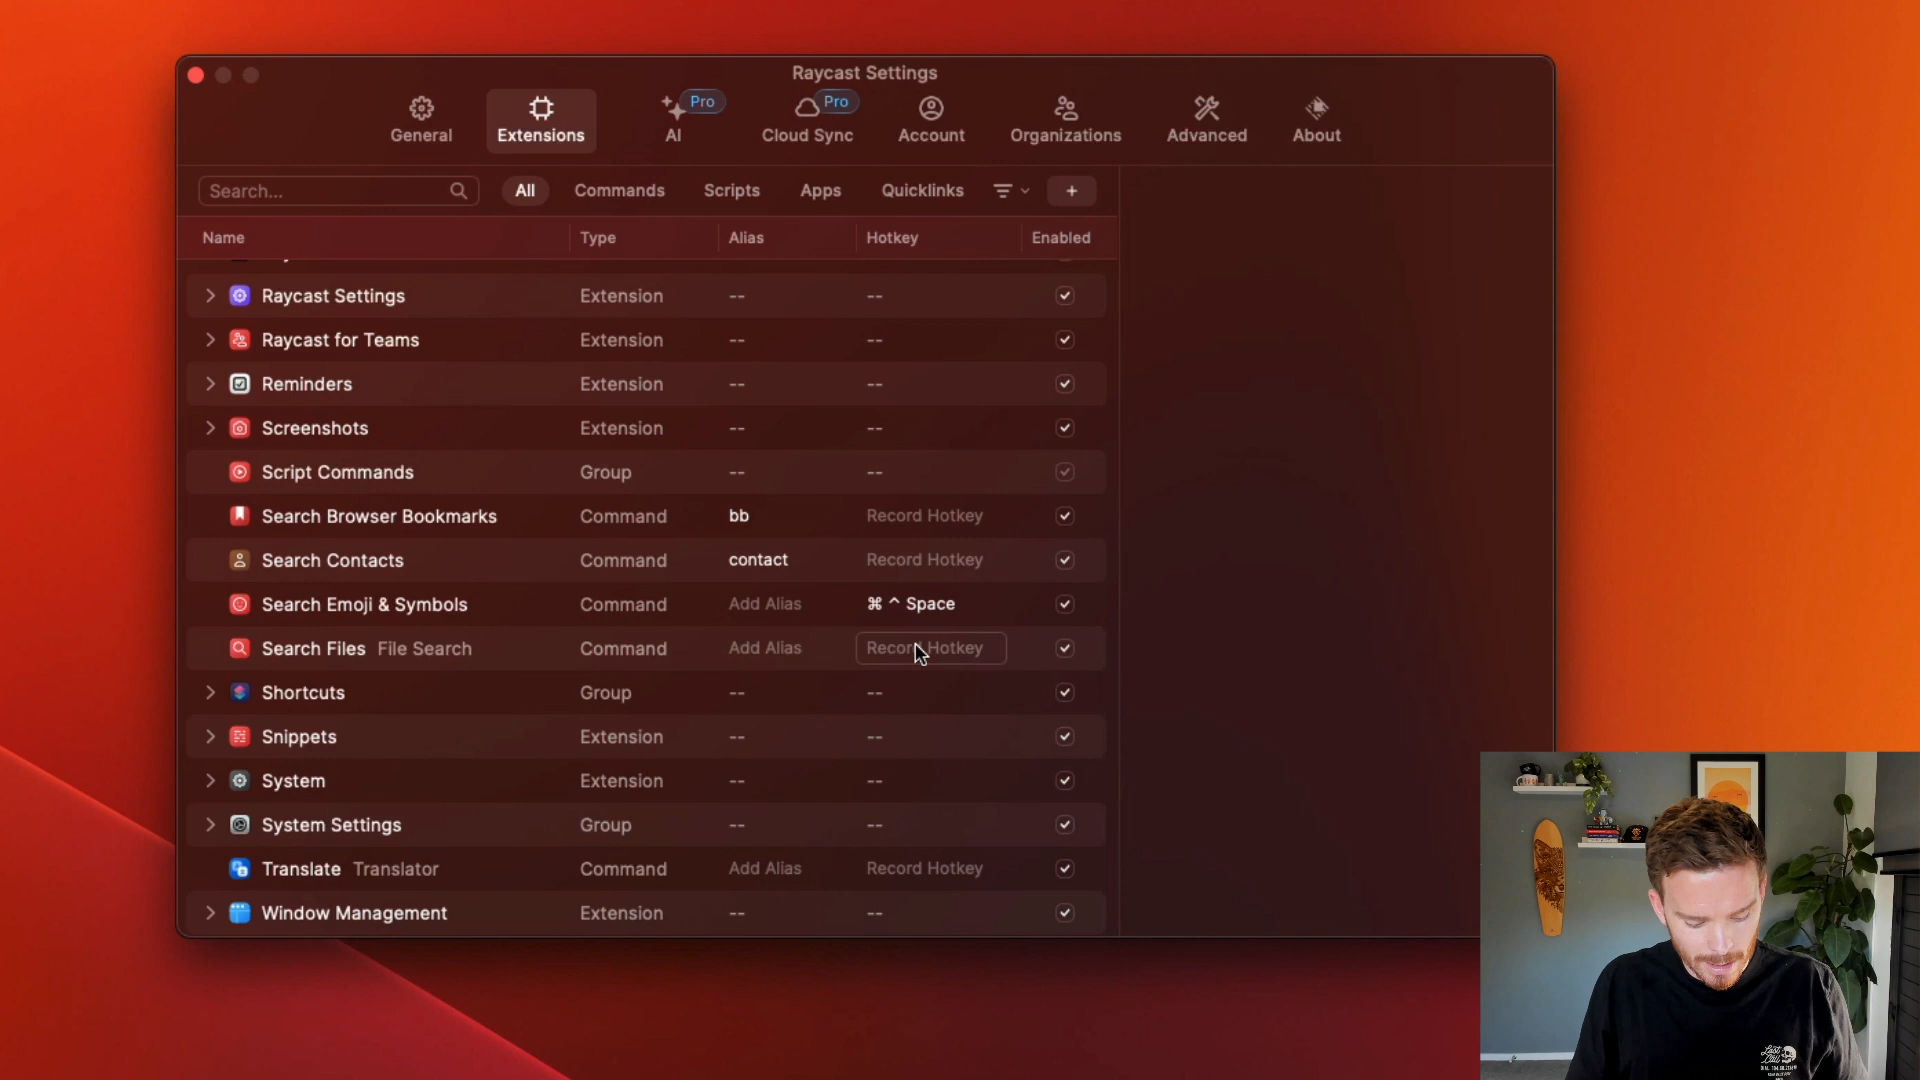 Raycast Settings
General
Extensions
AI
Pro
Cloud Sync
Pro
Account
Organizations
Advanced
About
Search...
All
Commands
Scripts
Apps
Quicklinks
+
Name Type Alias Hotkey Enabled
Raycast Settings Extension -- --
Raycast for Teams Extension -- --
Reminders Extension -- --
Screenshots Extension -- --
Script Commands Group -- --
Search Browser Bookmarks Command bb Record Hotkey
Search Contacts Command contact Record Hotkey
Search Emoji & Symbols Command Add Alias ⌘ ^ Space
Search Files File Search Command Add Alias Record Hotkey
Shortcuts Group -- --
Snippets Extension -- --
System Extension -- --
System Settings Group -- --
Translate Translator Command Add Alias Record Hotkey
Window Management Extension -- --